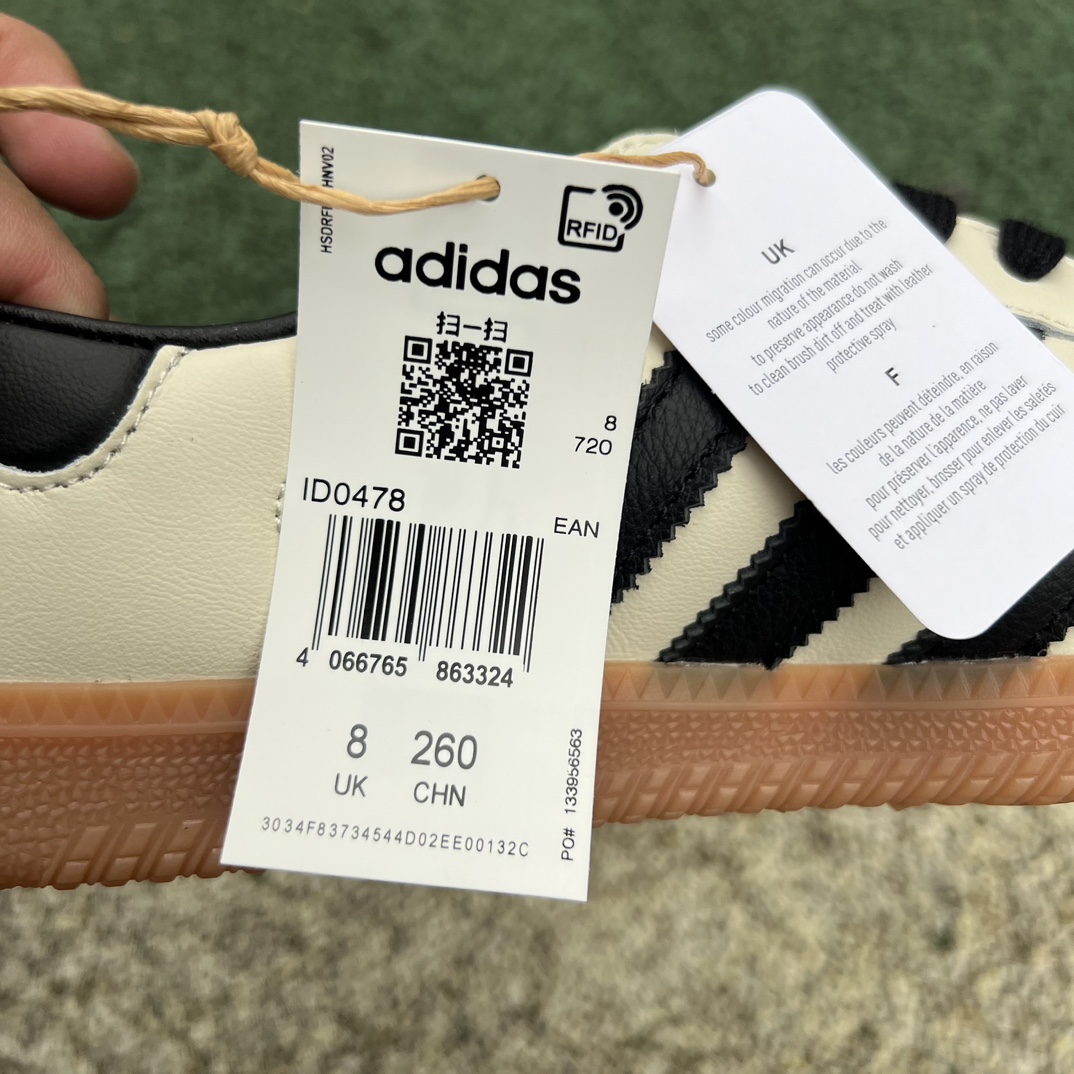 HSDRF HNV02
RFID
adidas
扫一扫
8
720
ID0478
EAN
4 066765 863324
8 260
UK CHN
3034F83734544D02EE00132C
PO# 133956563
UK
some colour migration can occur due to the
nature of the material
to preserve appearance do not wash
to clean brush dirt off and treat with leather
protective spray
F
les couleurs peuvent déteindre, en raison
de la nature de la matière
pour préserver l'apparence, ne pas laver
pour nettoyer, brosser pour enlever les saletés
et appliquer un spray de protection du cuir